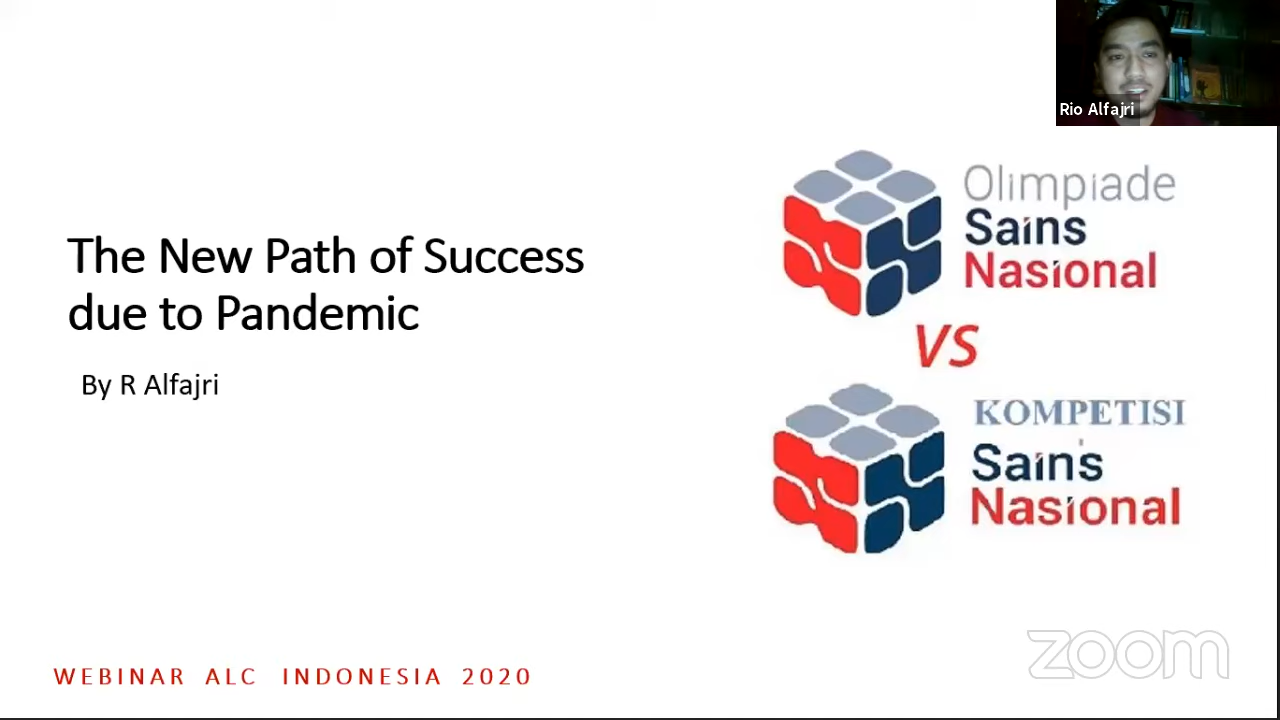 Rio Alfajri
The New Path of Success
due to Pandemic
By R Alfajri
Olimpiade
Sains
Nasional
VS
KOMPETISI
Sains
Nasional
WEBINAR ALC INDONESIA 2020
zoom